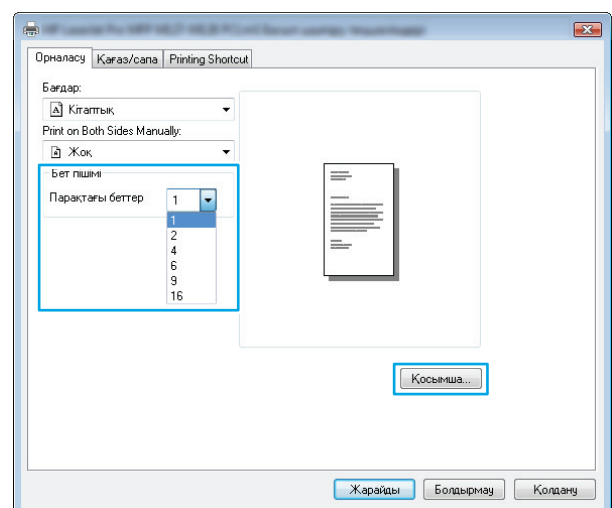 Орналасу Қағаз/сапа Printing Shortcut
Бағдар:
Кітаптық
Print on Both Sides Manually:
Жоқ
Бет пішімі
Парақтағы беттер 1
1
2
4
6
9
16
Қосымша...
Жарайды Болдырмау Қолдану